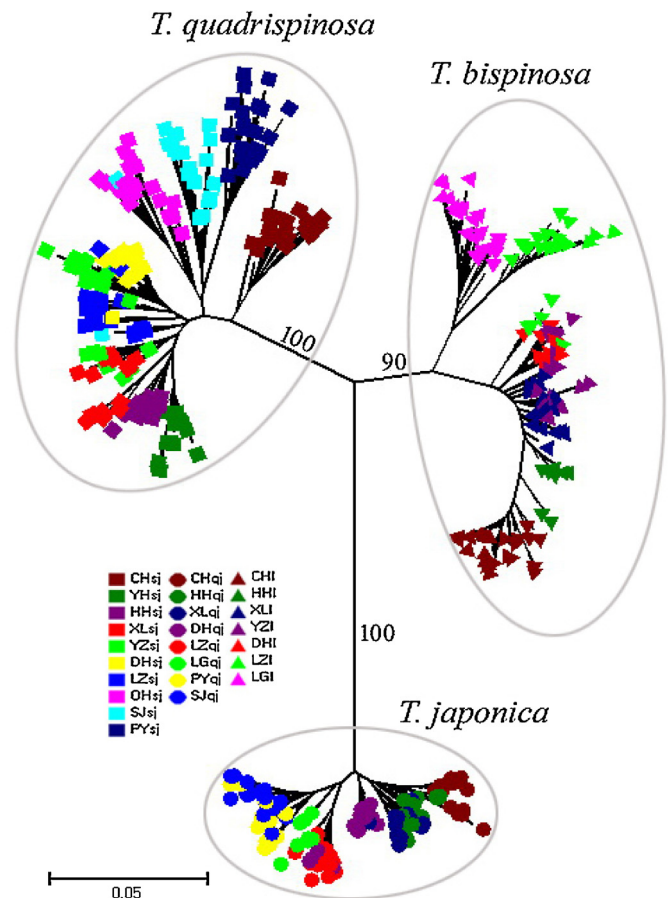 T. quadrispinosa
T. bispinosa
100
90
CHsj CHqj CHl
YHsj HHqj HHl
HHsj XLqj XLl
XLsj DHqj YZl
YZsj LZqj DHl
DHsj LGqj LZl
LZsj PYqj LGl
OHsj SJqj
SJsj
PYsj
100
T. japonica
0.05